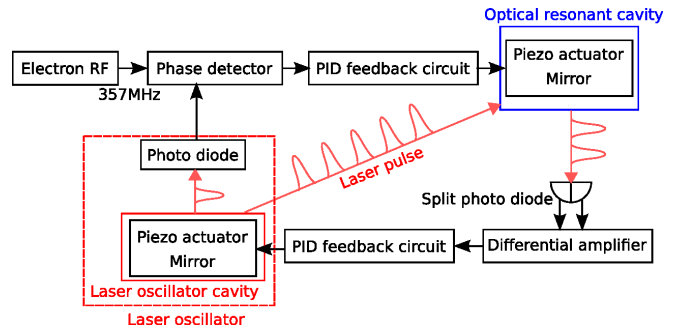 Optical resonant cavity
Electron RF
Phase detector
PID feedback circuit
Piezo actuator
Mirror
357MHz
Photo diode
Laser pulse
Split photo diode
Piezo actuator
Mirror
PID feedback circuit
Differential amplifier
Laser oscillator cavity
Laser oscillator